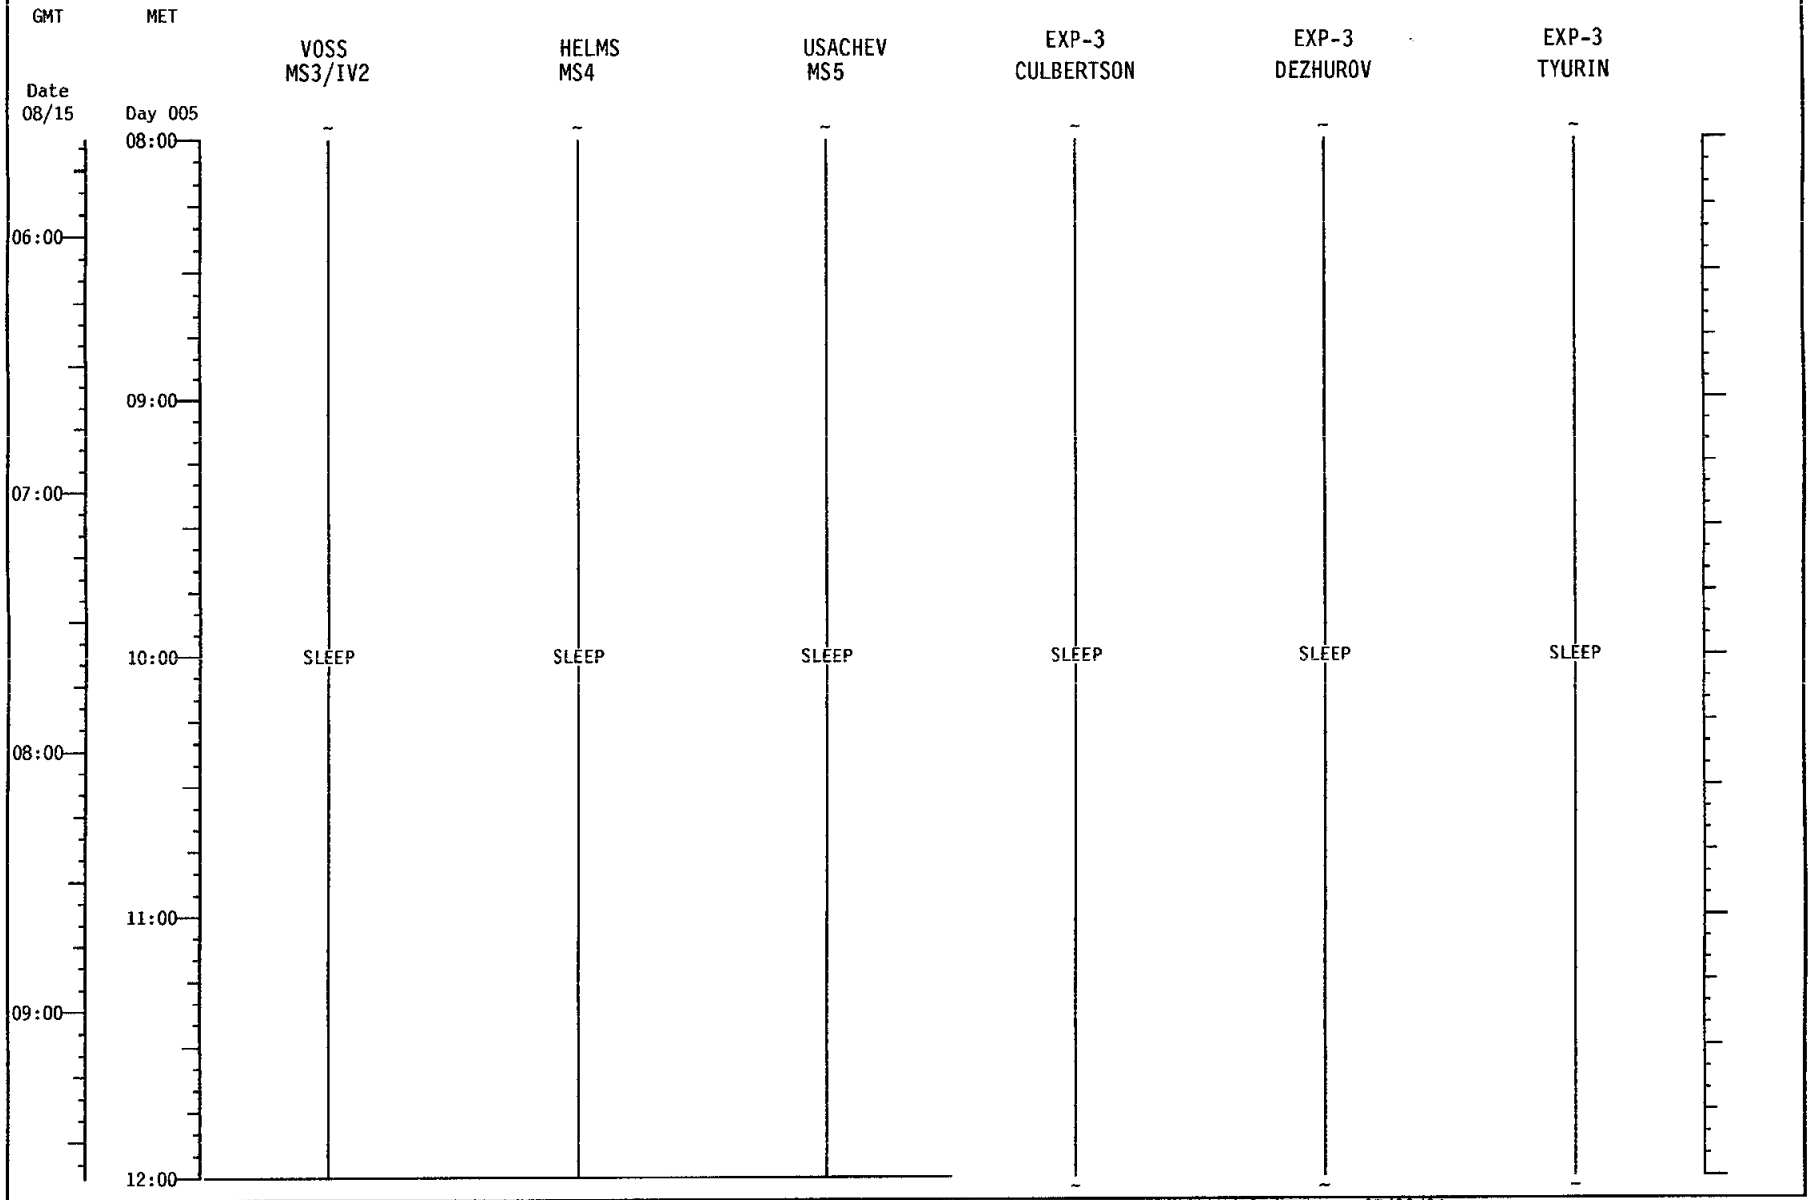 GMT MET
VOSS HELMS USACHEV EXP-3 EXP-3 EXP-3
MS3/IV2 MS4 MS5 CULBERTSON DEZHUROV TYURIN
Date
08/15 Day 005
~ ~ ~ ~ ~ ~
08:00
06:00
09:00
07:00
10:00 SLEEP SLEEP SLEEP SLEEP SLEEP SLEEP
08:00
11:00
09:00
12:00
~ ~ ~